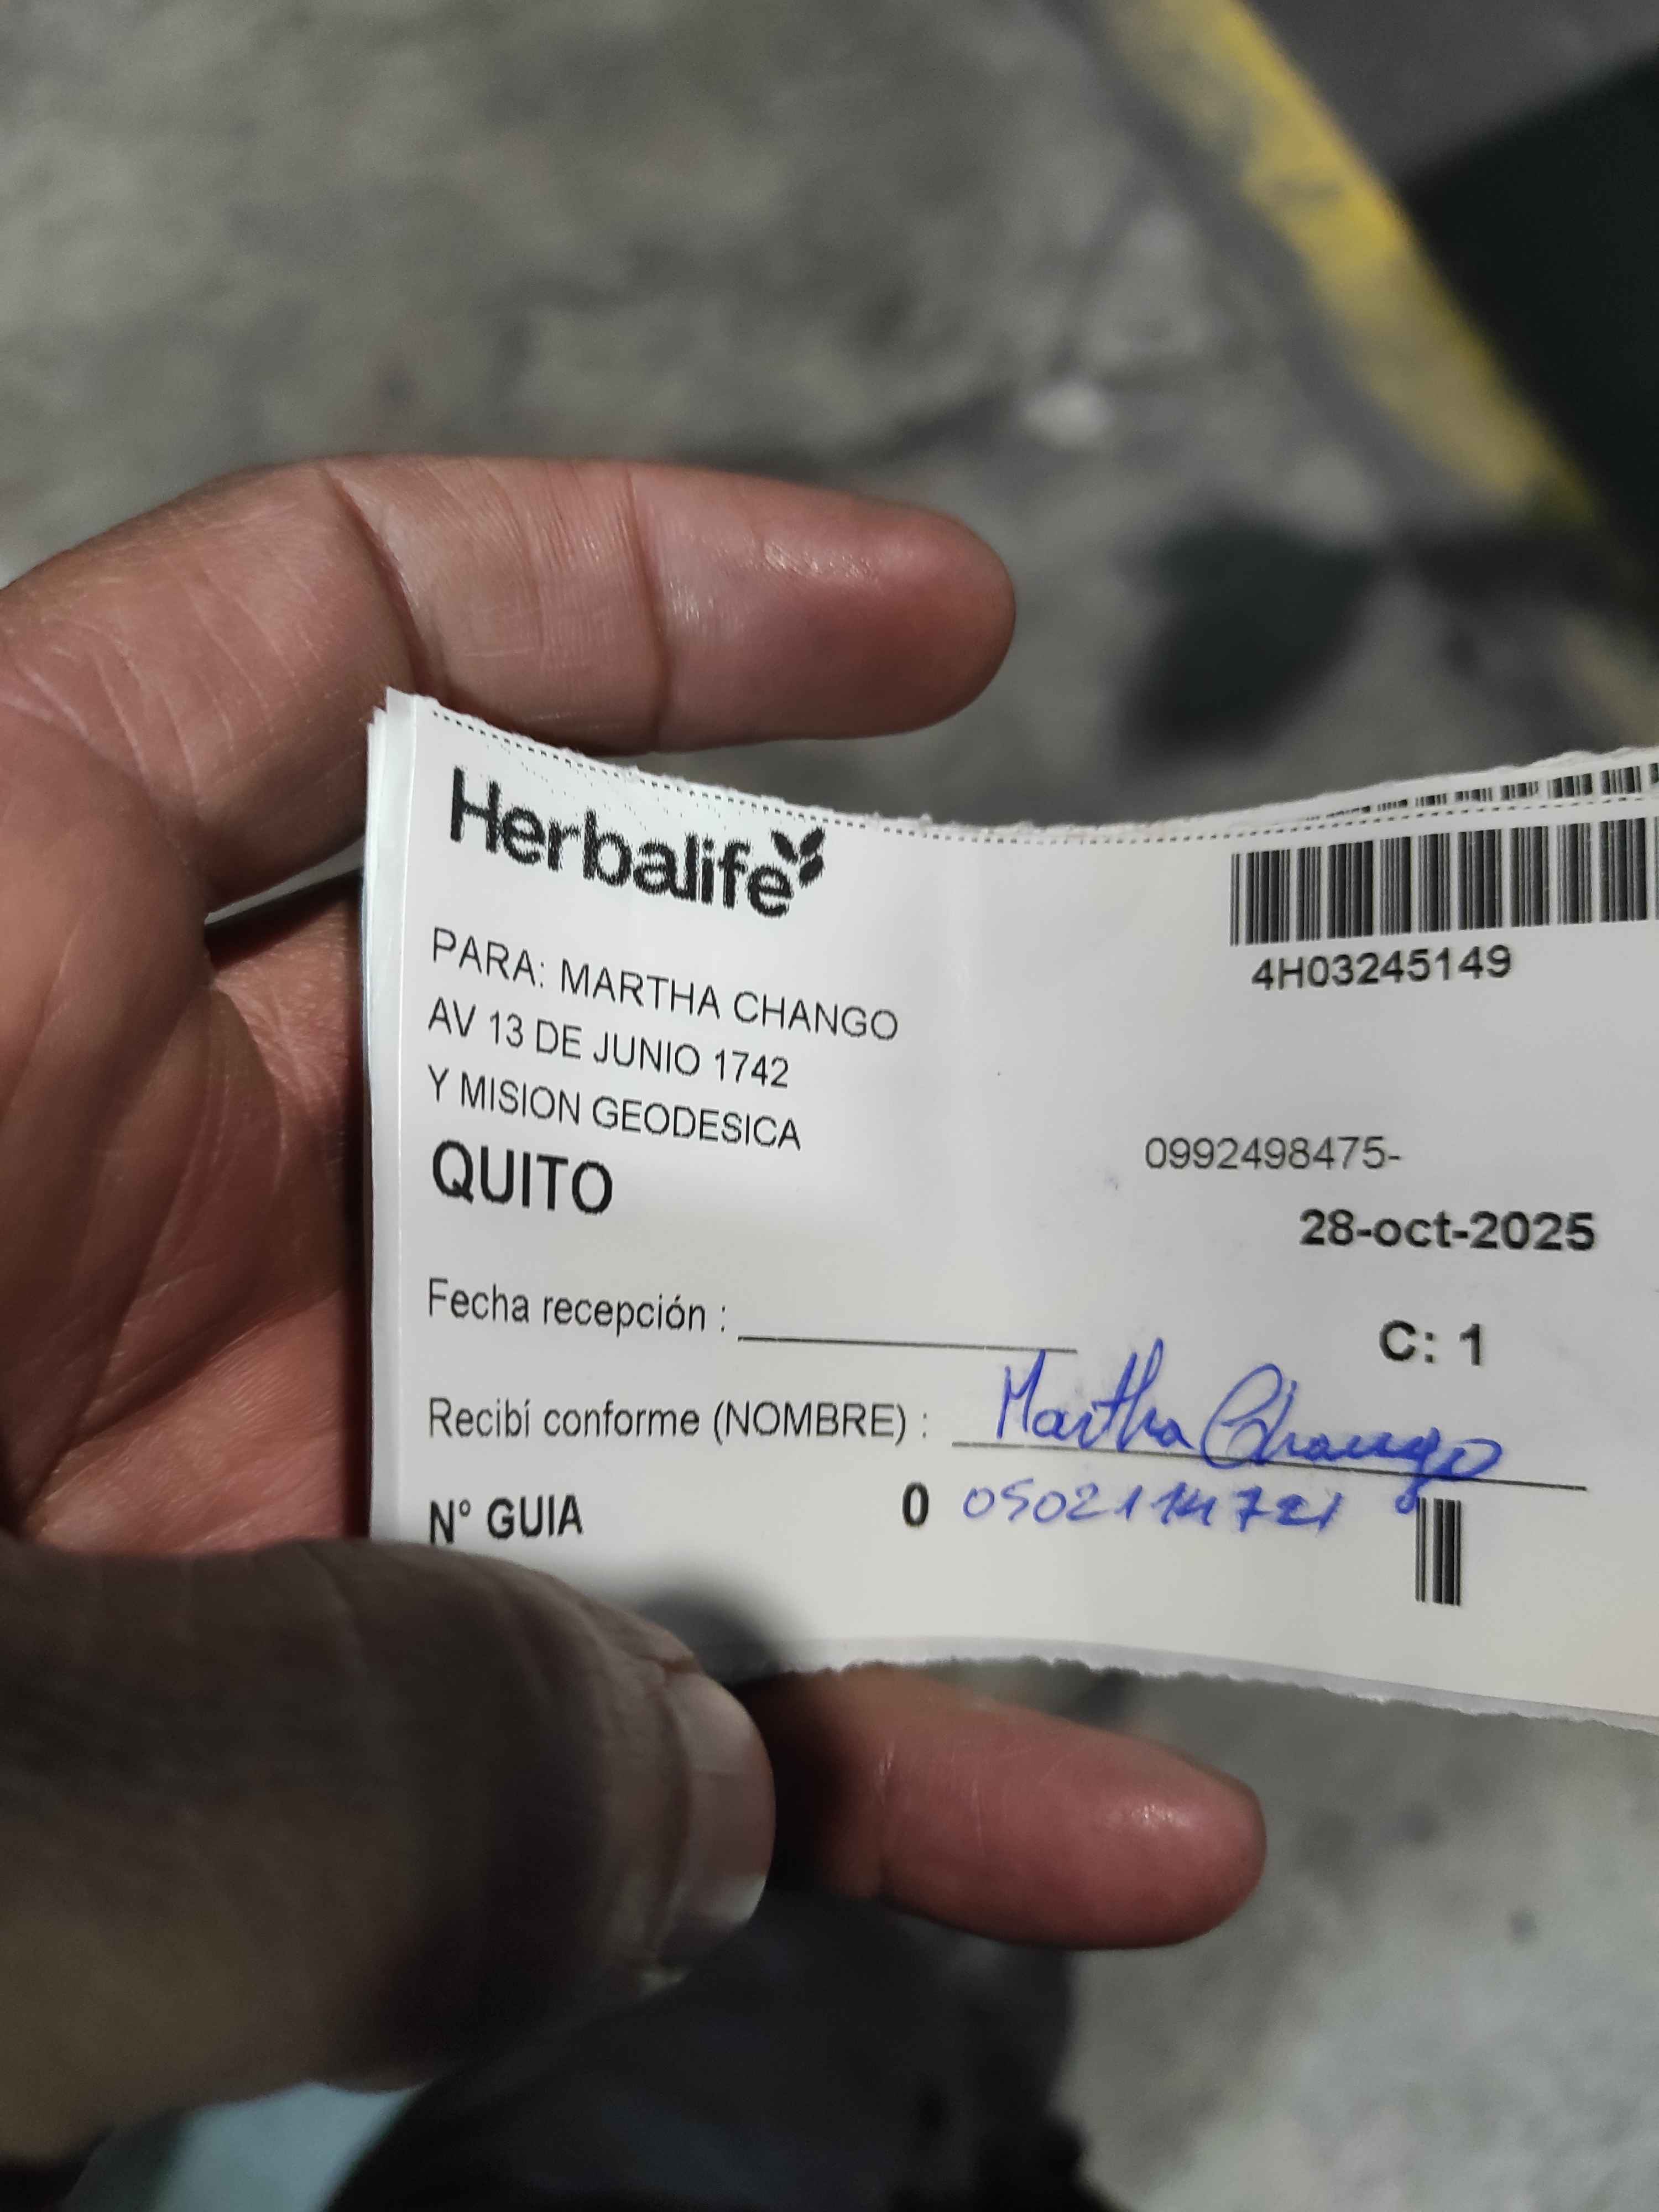 Herbalife
4H03245149
PARA: MARTHA CHANGO
AV 13 DE JUNIO 1742
Y MISION GEODESICA
0992498475-
QUITO
28-oct-2025
Fecha recepción :
C: 1
Recibí conforme (NOMBRE) : Martha Chango
N° GUIA 0